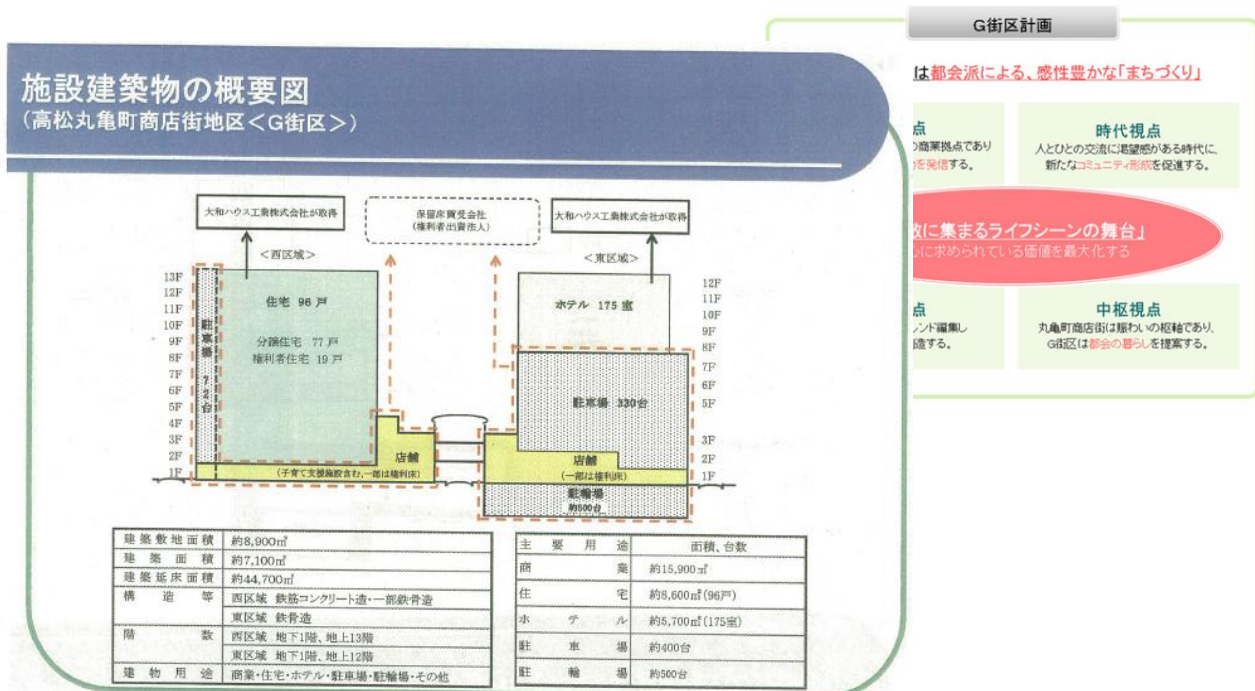 施設建築物の概要図
(高松丸亀町商店街地区<G街区>)
大和ハウス工業株式会社が取得
保留床買受会社
(権利者出資法人)
大和ハウス工業株式会社が取得
<西区域>
<東区域>
13F
12F
11F
10F
9F
8F
7F
6F
5F
4F
3F
2F
1F
駐車場 72台
住宅 96戸
分譲住宅 77戸
権利者住宅 19戸
店舗
(子育て支援施設含む、一部は権利床)
ホテル 175室
駐車場 330台
店舗
(一部は権利床)
駐輪場
約500台
12F
11F
10F
9F
8F
7F
6F
5F
3F
2F
1F
建築敷地面積 約8,900㎡
建築面積 約7,100㎡
建築延床面積 約44,700㎡
構造等 西区域 鉄筋コンクリート造・一部鉄骨造
東区域 鉄骨造
階数 西区域 地下1階、地上13階
東区域 地下1階、地上12階
建物用途 商業・住宅・ホテル・駐車場・駐輪場・その他
主要用途 面積、台数
商業 約15,900㎡
住宅 約8,600㎡(96戸)
ホテル 約5,700㎡(175室)
駐車場 約400台
駐輪場 約500台
G街区計画
は都会派による、感性豊かな「まちづくり」
点
の商業拠点であり
を発信する。
時代視点
人とひとの交流に渇望感がある時代に、
新たなコミュニティ形成を促進する。
に集まるライフシーンの舞台」
心に求められている価値を最大化する
点
レンド編集し
造する。
中枢視点
丸亀町商店街は賑わいの枢軸であり、
G街区は都会の暮らしを提案する。